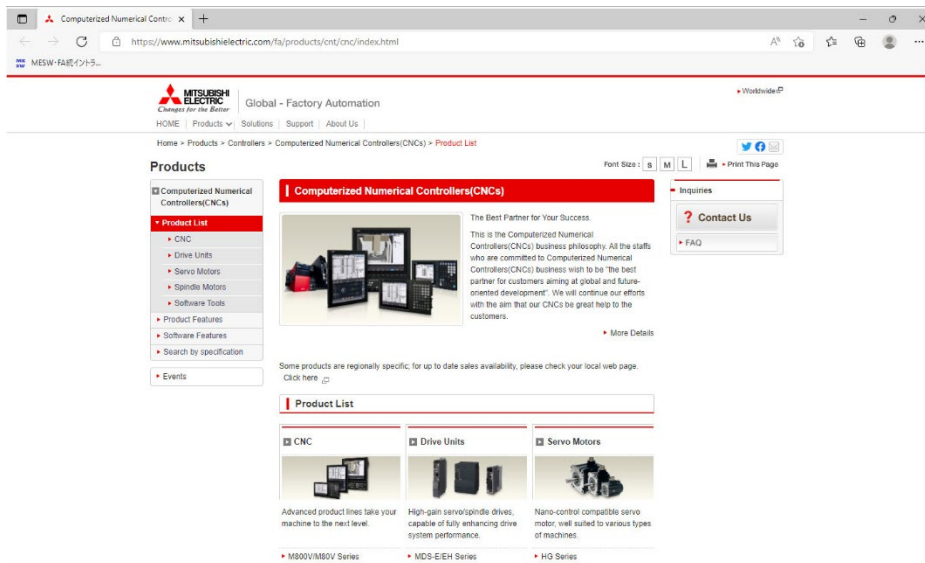 Computerized Numerical Contro
https://www.mitsubishielectric.com/fa/products/cnt/cnc/index.html
MESW-FA統イントラ...
MITSUBISHI
ELECTRIC
Changes for the Better
Global - Factory Automation
Worldwide
HOME Products Solutions Support About Us
Home > Products > Controllers > Computerized Numerical Controllers(CNCs) > Product List
Products
Font Size : S M L Print This Page
Computerized Numerical
Controllers(CNCs)
Product List
CNC
Drive Units
Servo Motors
Spindle Motors
Software Tools
Product Features
Software Features
Search by specification
Events
Computerized Numerical Controllers(CNCs)
The Best Partner for Your Success.
This is the Computerized Numerical
Controllers(CNCs) business philosophy. All the staffs
who are committed to Computerized Numerical
Controllers(CNCs) business wish to be "the best
partner for customers aiming at global and future-
oriented development". We will continue our efforts
with the aim that our CNCs be great help to the
customers.
More Details
Inquiries
? Contact Us
FAQ
Some products are regionally specific; for up to date sales availability, please check your local web page.
Click here
Product List
CNC
Advanced product lines take your
machine to the next level.
M800V/M80V Series
Drive Units
High-gain servo/spindle drives,
capable of fully enhancing drive
system performance.
MDS-E/EH Series
Servo Motors
Nano-control compatible servo
motor, well suited to various types
of machines.
HG Series